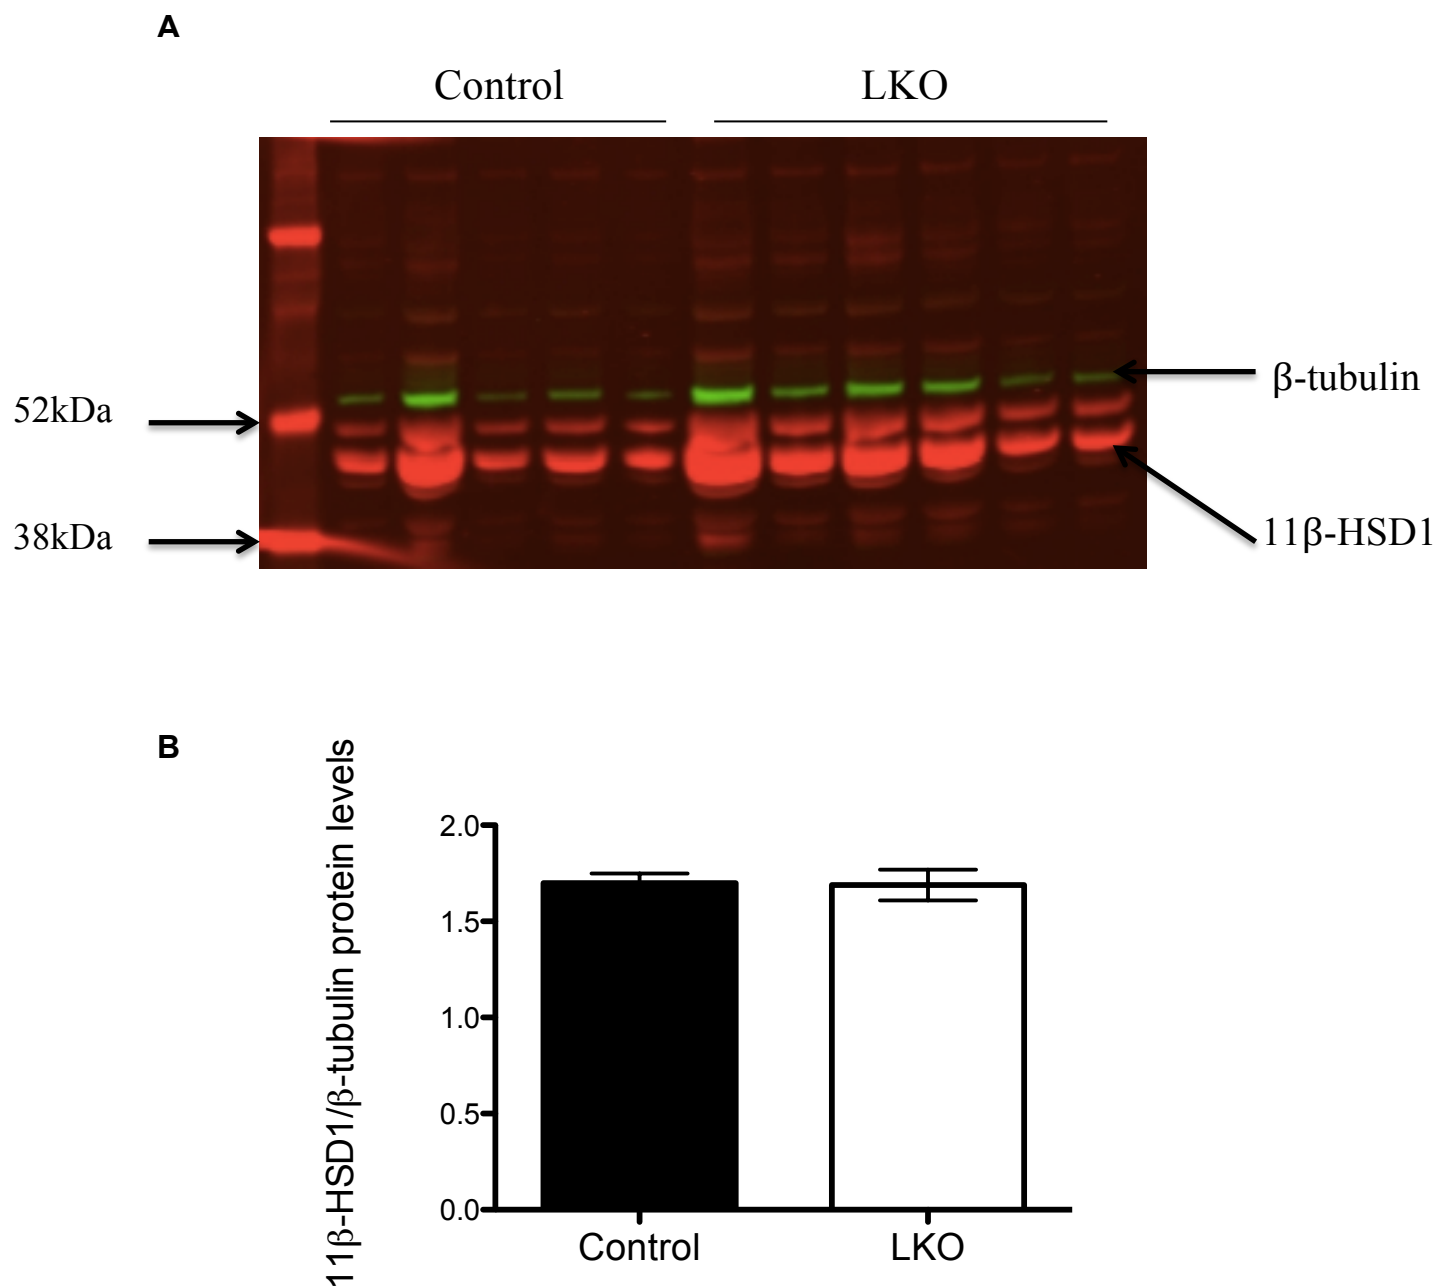 A
Control
LKO
52kDa
β-tubulin
38kDa
11β-HSD1
B
11β-HSD1/β-tubulin protein levels
2.0
1.5
1.0
0.5
0.0
Control
LKO